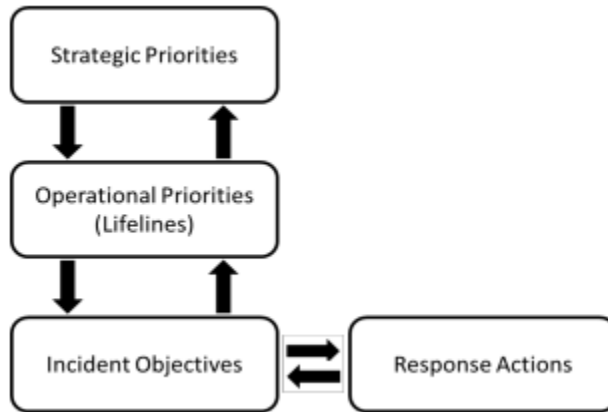 Strategic Priorities
Operational Priorities
(Lifelines)
Incident Objectives
Response Actions